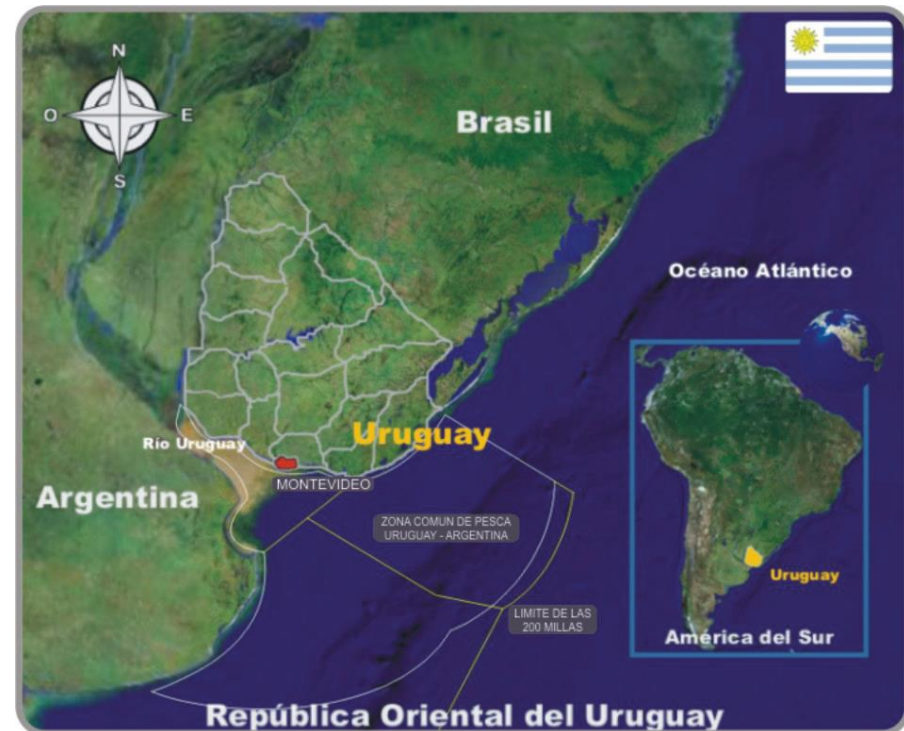 N
O
E
S
Brasil
Océano Atlántico
Río Uruguay
Uruguay
Argentina
MONTEVIDEO
ZONA COMUN DE PESCA
URUGUAY - ARGENTINA
Uruguay
LIMITE DE LAS
200 MILLAS
América del Sur
República Oriental del Uruguay